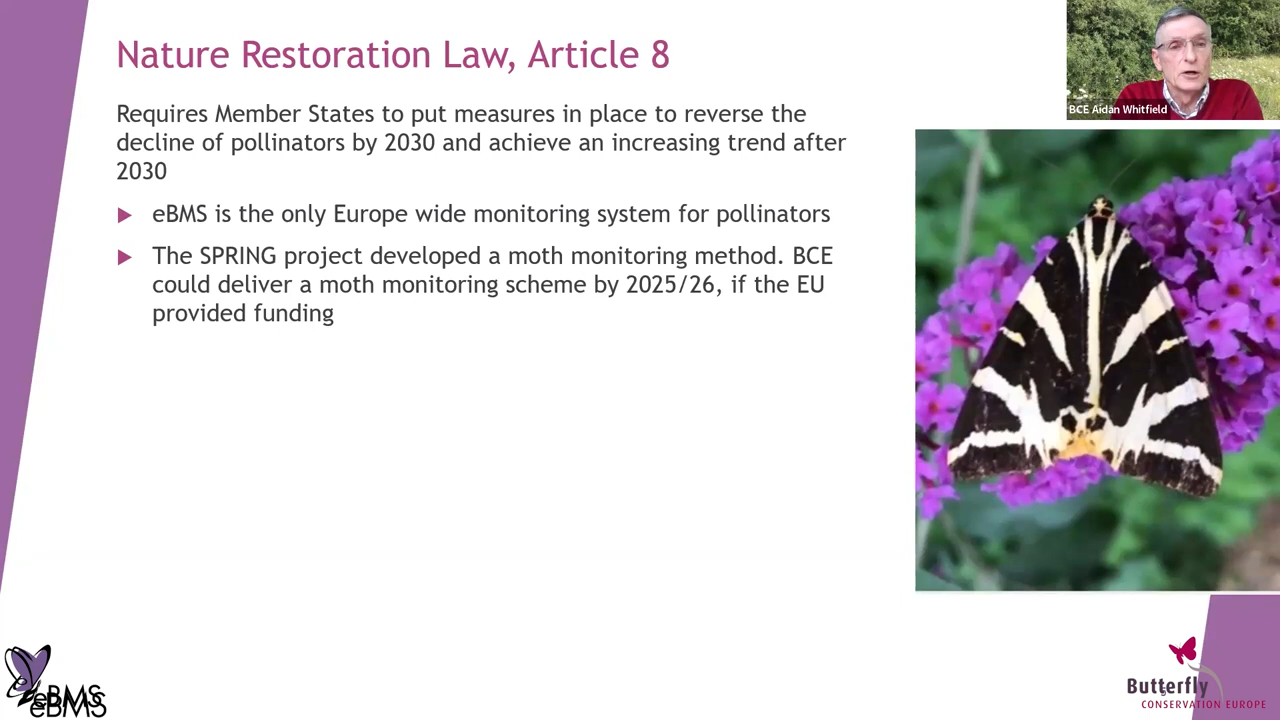 Nature Restoration Law, Article 8
BCE Aidan Whitfield
Requires Member States to put measures in place to reverse the
decline of pollinators by 2030 and achieve an increasing trend after
2030
eBMS is the only Europe wide monitoring system for pollinators
The SPRING project developed a moth monitoring method. BCE
could deliver a moth monitoring scheme by 2025/26, if the EU
provided funding
eBMS
eBMS
Butterfly
CONSERVATION EUROPE